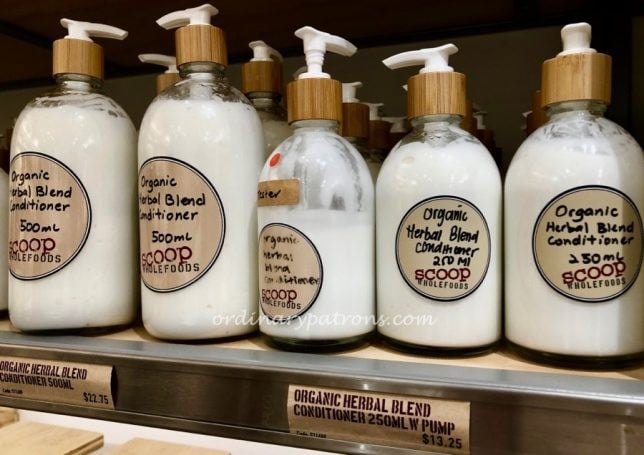 Organic
Herbal Blend
Conditioner
500mL
scoop
WHOLEFOODS
Organic
Herbal Blend
Conditioner
500mL
scoop
WHOLEFOODS
Tester
organic
herbal
blend
conditioner
scoop
WHOLEFOODS
Organic
Herbal Blend
Conditioner
250Ml
scoop
WHOLEFOODS
Organic
Herbal Blend
Conditioner
250mL
scoop
WHOLEFOODS
ordinarypatrons.com
ORGANIC HERBAL BLEND
CONDITIONER 500ML
$22.75
ORGANIC HERBAL BLEND
CONDITIONER 250ML W PUMP
$13.25